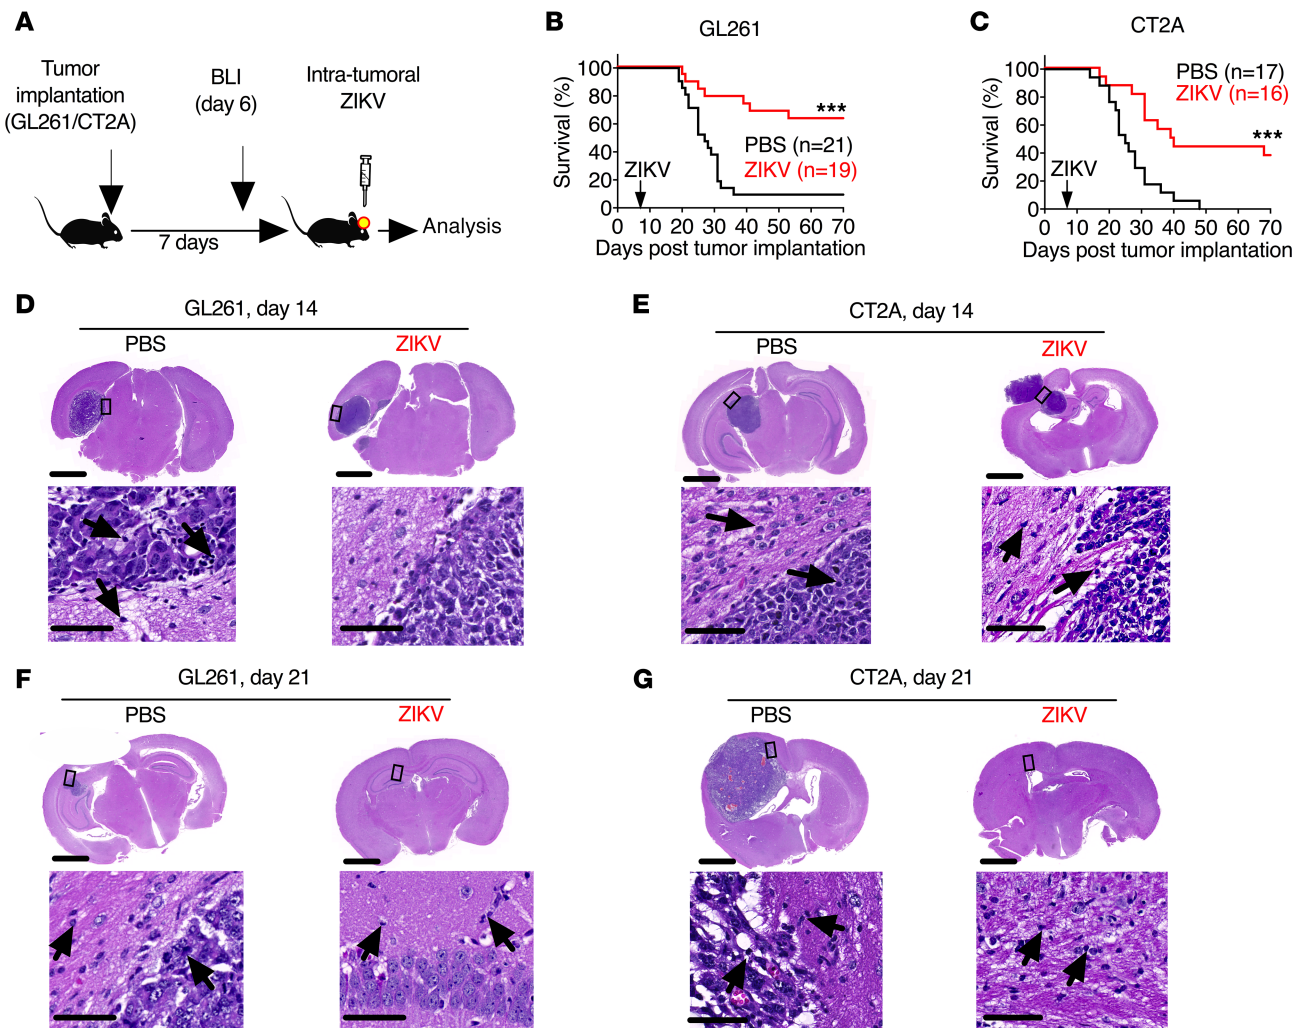 A
Tumor
implantation
(GL261/CT2A)
BLI
(day 6)
Intra-tumoral
ZIKV
7 days
Analysis
B
GL261
Survival (%)
100
80
60
40
20
0
ZIKV
***
PBS (n=21)
ZIKV (n=19)
0 10 20 30 40 50 60 70
Days post tumor implantation
C
CT2A
Survival (%)
100
80
60
40
20
0
ZIKV
PBS (n=17)
ZIKV (n=16)
***
0 10 20 30 40 50 60 70
Days post tumor implantation
D
GL261, day 14
PBS
ZIKV
E
CT2A, day 14
PBS
ZIKV
F
GL261, day 21
PBS
ZIKV
G
CT2A, day 21
PBS
ZIKV